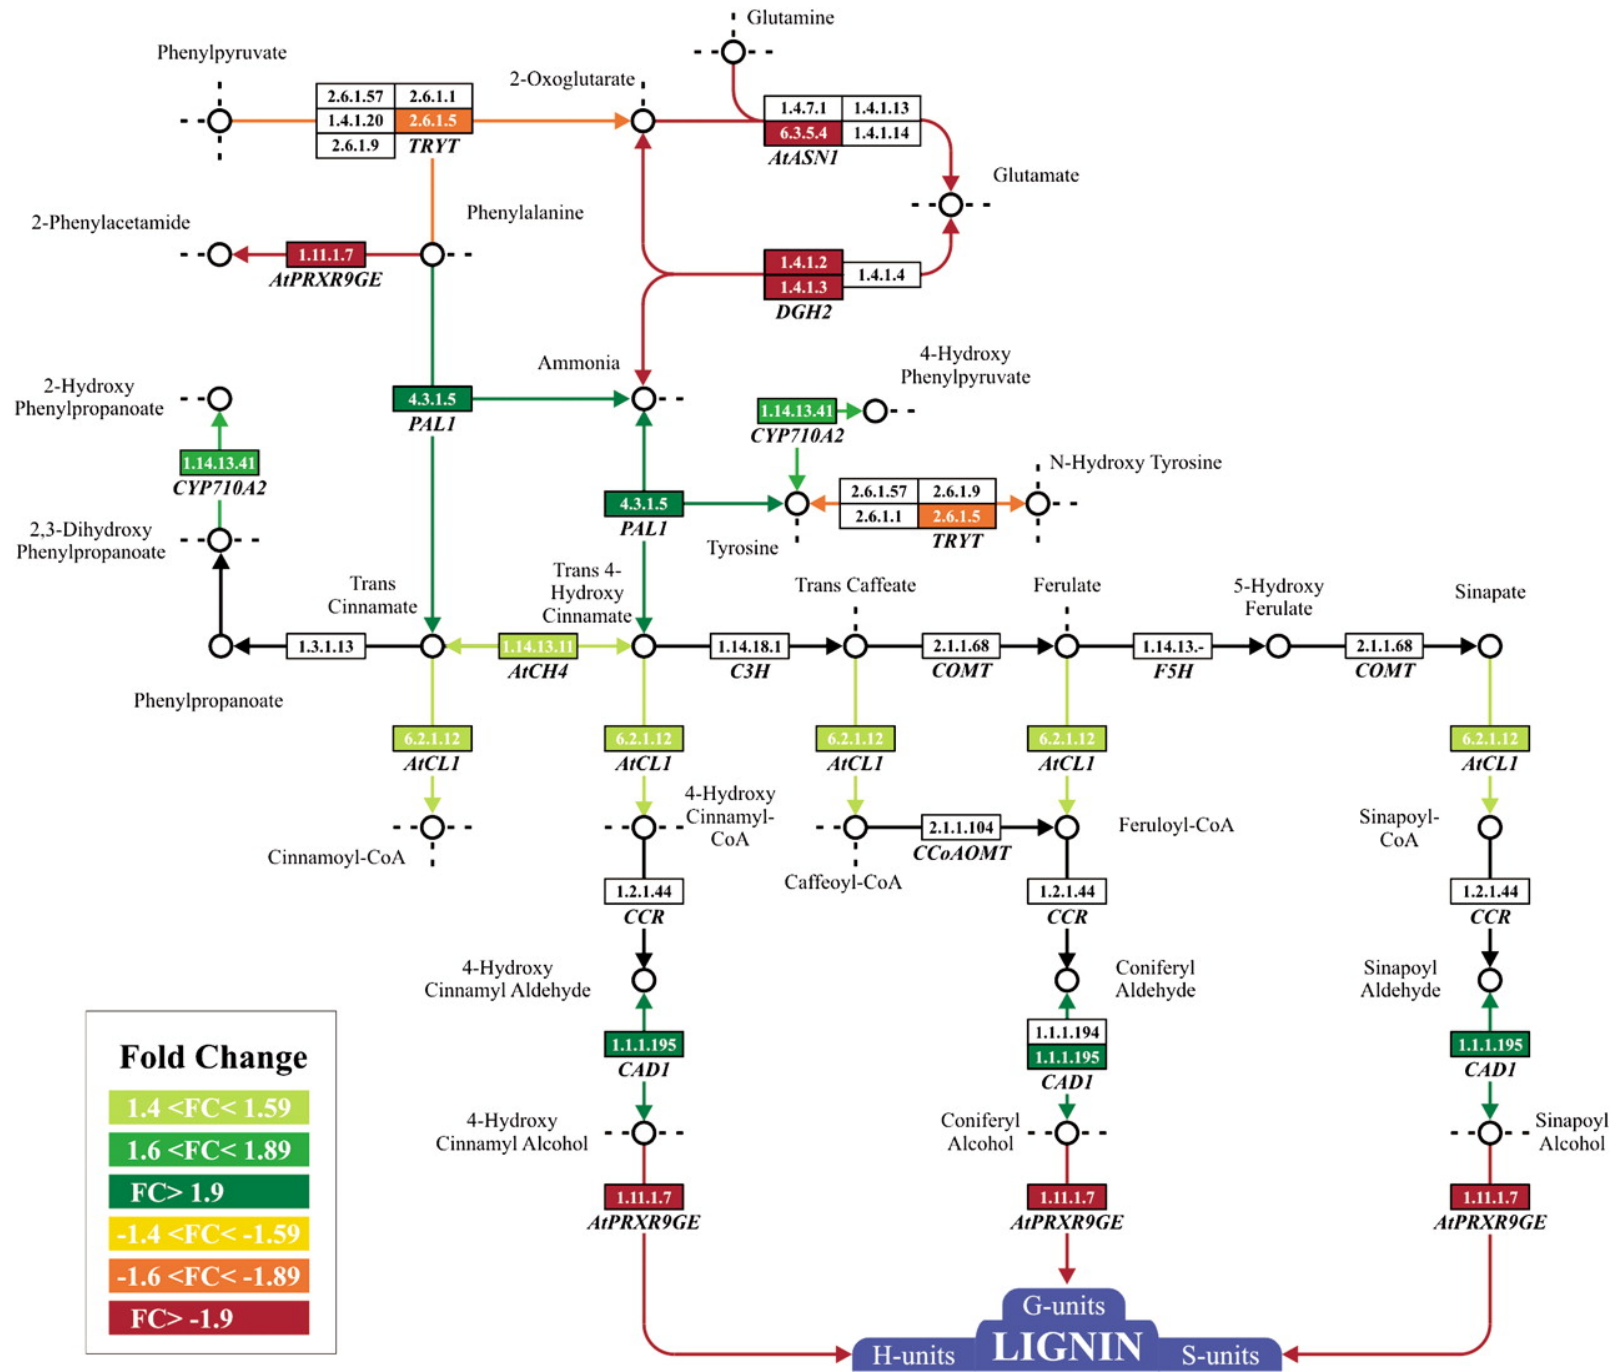 Glutamine
Phenylpyruvate
2-Oxoglutarate
2.6.1.57 2.6.1.1
1.4.1.20 2.6.1.5
2.6.1.9 TRYT
1.4.7.1 1.4.1.13
6.3.5.4 1.4.1.14
AtASN1
Glutamate
2-Phenylacetamide
Phenylalanine
1.11.1.7
AtPRXR9GE
1.4.1.2
1.4.1.3
1.4.1.4
DGH2
Ammonia
4-Hydroxy
Phenylpyruvate
2-Hydroxy
Phenylpropanoate
4.3.1.5
PAL1
1.14.13.41
CYP710A2
1.14.13.41
CYP710A2
N-Hydroxy Tyrosine
4.3.1.5
PAL1
2.6.1.57 2.6.1.9
2.6.1.1 2.6.1.5
TRYT
2,3-Dihydroxy
Phenylpropanoate
Tyrosine
Trans
Cinnamate
Trans 4-
Hydroxy
Cinnamate
Trans Caffeate
Ferulate
5-Hydroxy
Ferulate
Sinapate
1.3.1.13
1.14.13.11
AtCH4
1.14.18.1
C3H
2.1.1.68
COMT
1.14.13.-
F5H
2.1.1.68
COMT
Phenylpropanoate
6.2.1.12
AtCL1
6.2.1.12
AtCL1
6.2.1.12
AtCL1
6.2.1.12
AtCL1
6.2.1.12
AtCL1
Cinnamoyl-CoA
4-Hydroxy
Cinnamyl-
CoA
2.1.1.104
CCoAOMT
Caffeoyl-CoA
Feruloyl-CoA
Sinapoyl-
CoA
1.2.1.44
CCR
1.2.1.44
CCR
1.2.1.44
CCR
4-Hydroxy
Cinnamyl Aldehyde
Coniferyl
Aldehyde
Sinapoyl
Aldehyde
1.1.1.195
CAD1
1.1.1.194
1.1.1.195
CAD1
1.1.1.195
CAD1
4-Hydroxy
Cinnamyl Alcohol
Coniferyl
Alcohol
Sinapoyl
Alcohol
1.11.1.7
AtPRXR9GE
1.11.1.7
AtPRXR9GE
1.11.1.7
AtPRXR9GE
Fold Change
1.4 <FC< 1.59
1.6 <FC< 1.89
FC> 1.9
-1.4 <FC< -1.59
-1.6 <FC< -1.89
FC> -1.9
G-units
H-units LIGNIN S-units